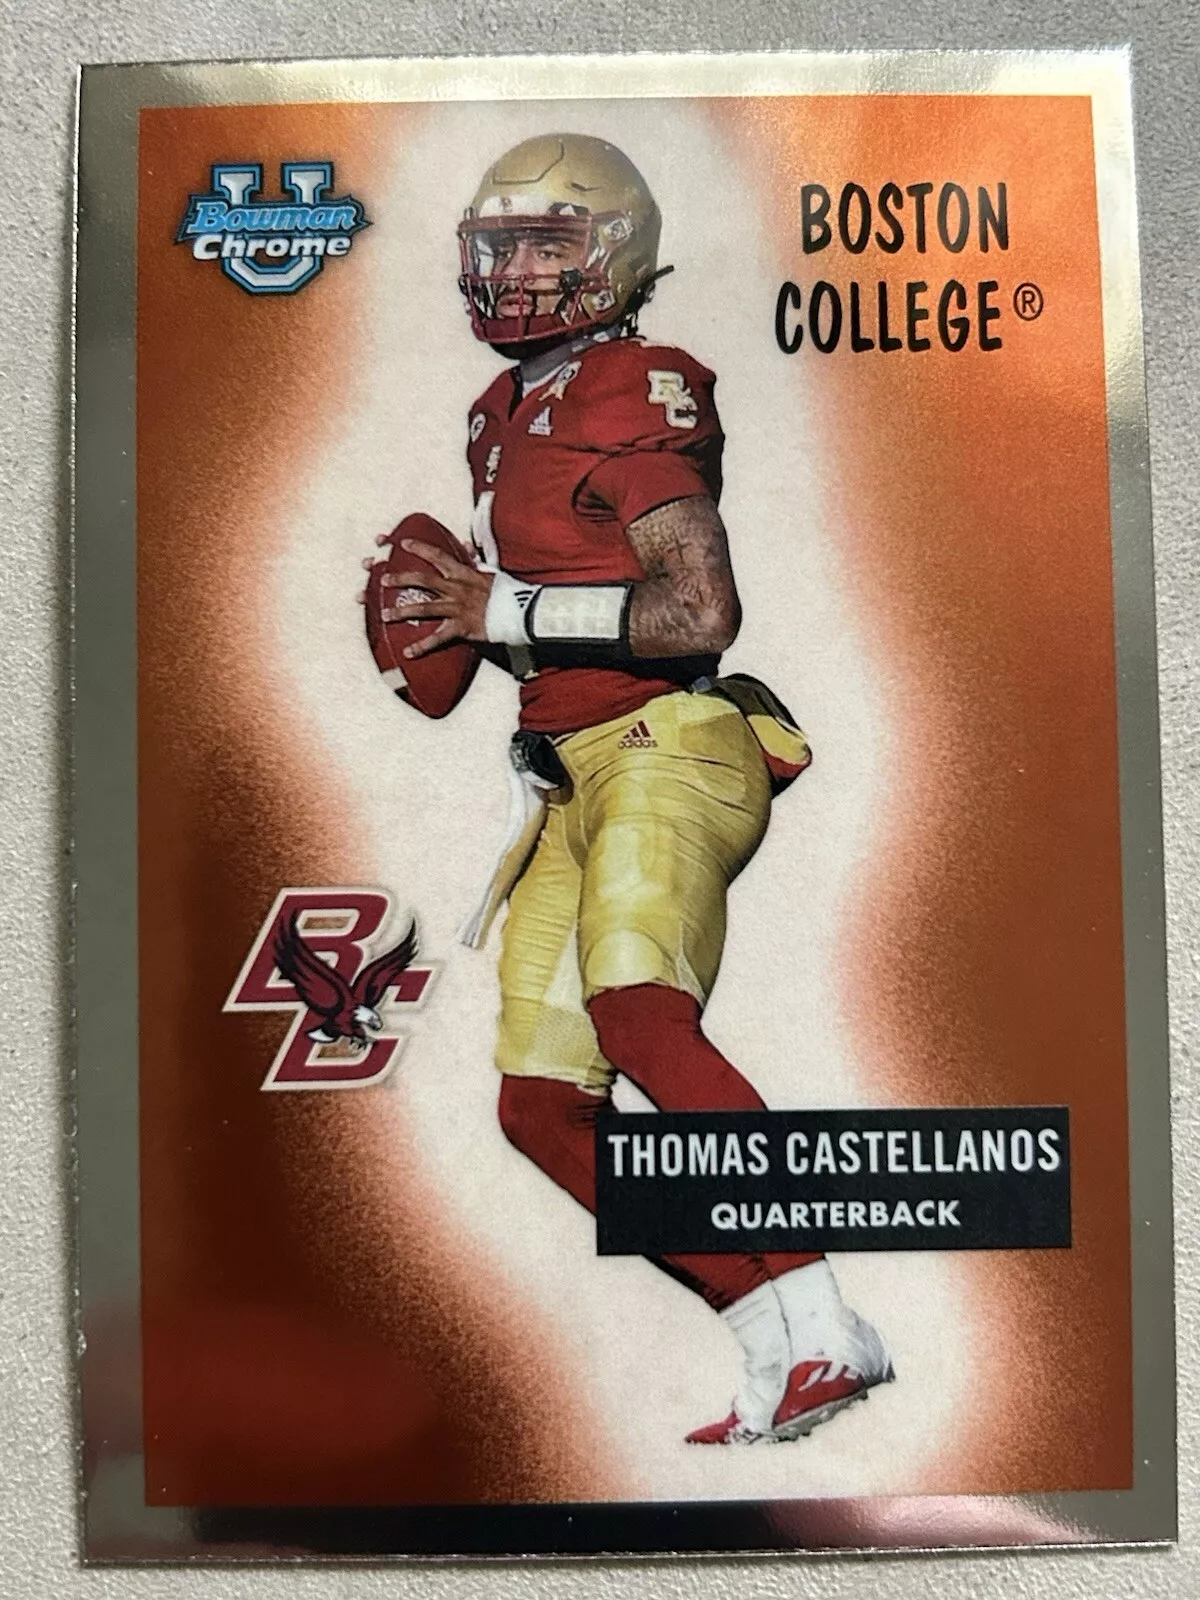 U
Bowman
Chrome
BOSTON
COLLEGE®
BC
adidas
BC
THOMAS CASTELLANOS
QUARTERBACK